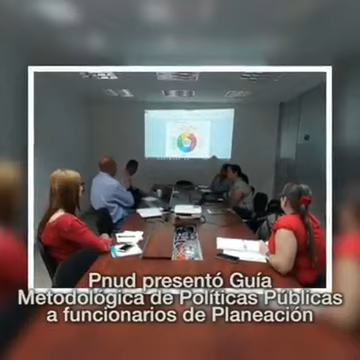 Pnud presentó Guía
Metodológica de Políticas Públicas
a funcionarios de Planeación